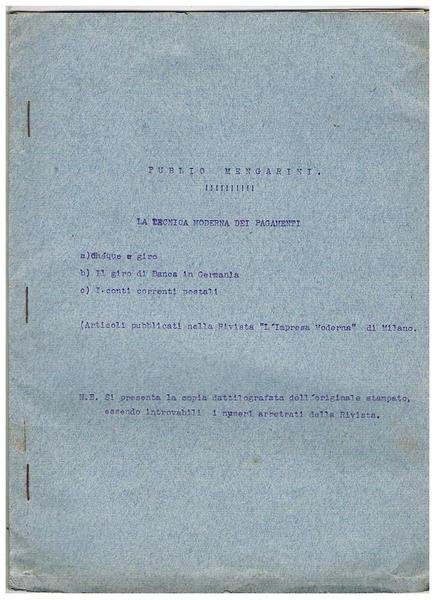 PUBLIO MENGARINI.
!!!!!!!!!!
LA TECNICA MODERNA DEI PAGAMENTI
a)Chéque e giro
b) Il giro di Banca in Germania
c) I conti correnti postali
(Articoli pubblicati nella Rivista "L'Impresa Moderna" di Milano.
N.B. Si presenta la copia dattilografata dell'originale stampato,
essendo introvabili i numeri arretrati della Rivista.